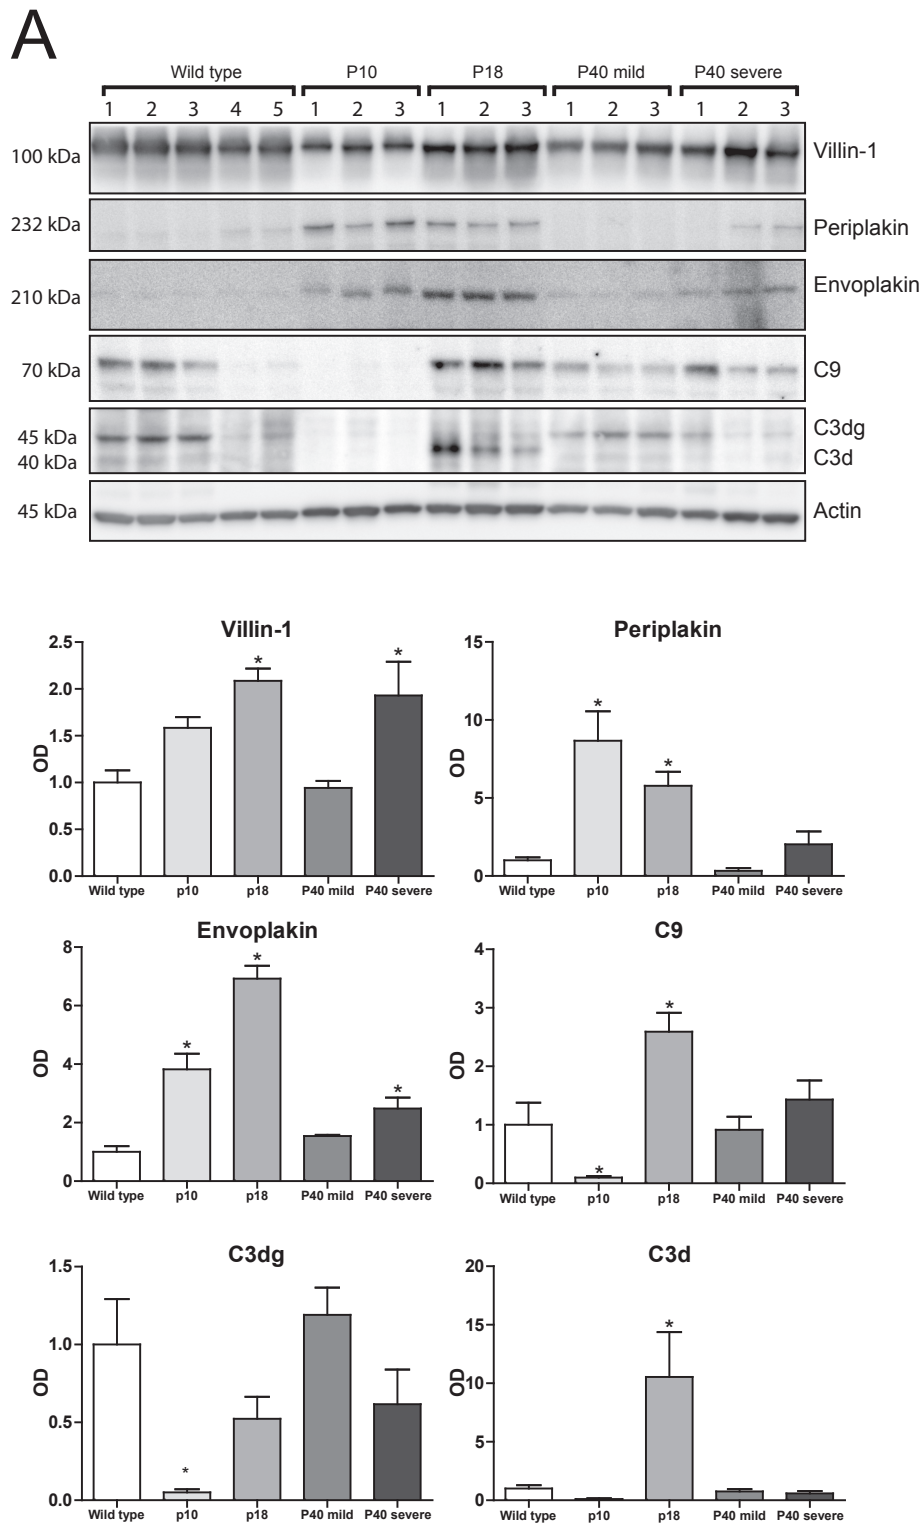 A
Wild type P10 P18 P40 mild P40 severe
1 2 3 4 5 1 2 3 1 2 3 1 2 3 1 2 3
100 kDa Villin-1
232 kDa Periplakin
210 kDa Envoplakin
70 kDa C9
45 kDa C3dg
40 kDa C3d
45 kDa Actin
Villin-1
OD
2.5
2.0
1.5
1.0
0.5
0.0
*
*
Wild type p10 p18 P40 mild P40 severe
Periplakin
OD
15
10
5
0
*
*
Wild type p10 p18 P40 mild P40 severe
Envoplakin
OD
8
6
4
2
0
*
*
*
Wild type p10 p18 P40 mild P40 severe
C9
OD
4
3
2
1
0
*
*
Wild type p10 p18 P40 mild P40 severe
C3dg
OD
1.5
1.0
0.5
0.0
*
Wild type p10 p18 P40 mild P40 severe
C3d
OD
20
15
10
5
0
*
Wild type p10 p18 P40 mild P40 severe